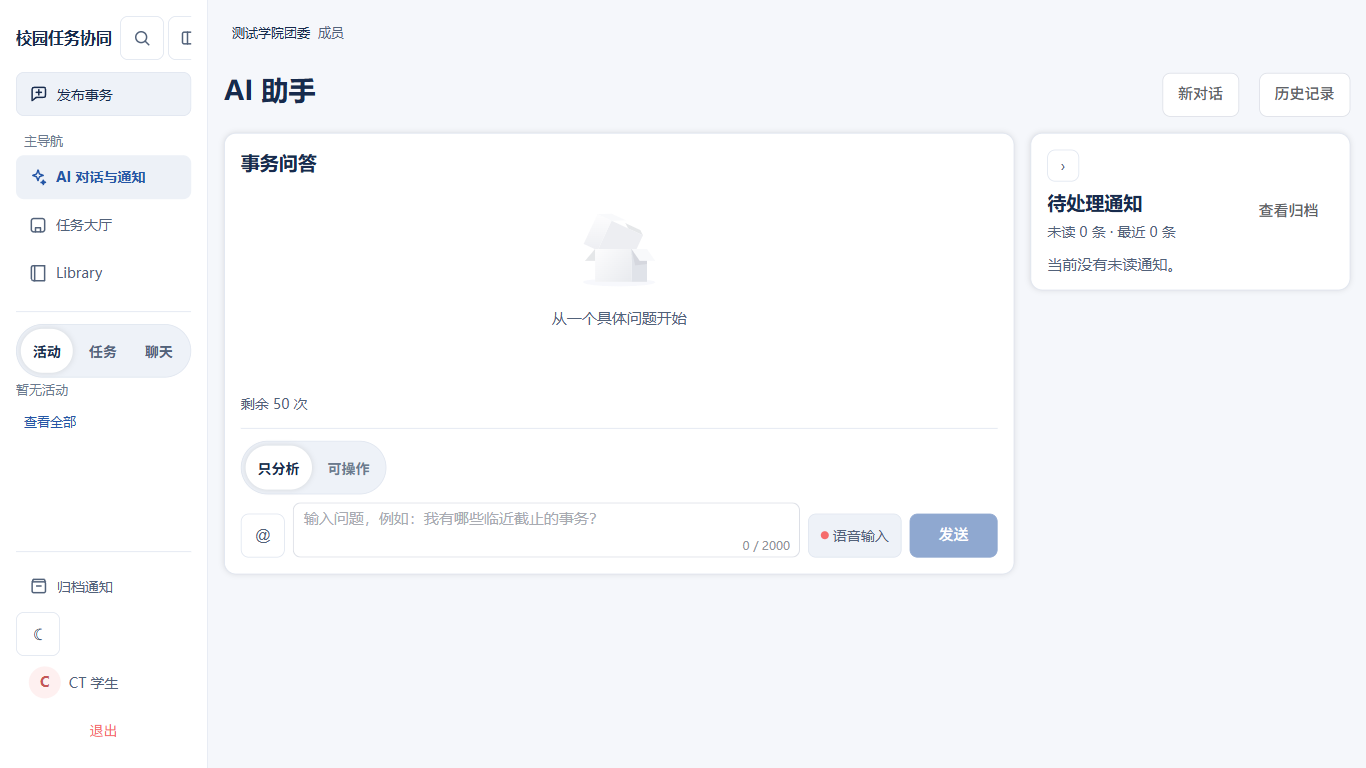 校园任务协同
发布事务
主导航
AI 对话与通知
任务大厅
Library
活动 任务 聊天
暂无活动
查看全部
归档通知
C CT 学生
退出
测试学院团委 成员
AI 助手
新对话 历史记录
事务问答
从一个具体问题开始
剩余 50 次
只分析 可操作
@
输入问题，例如：我有哪些临近截止的事务？
0 / 2000
语音输入
发送
›
待处理通知
查看归档
未读 0 条 · 最近 0 条
当前没有未读通知。